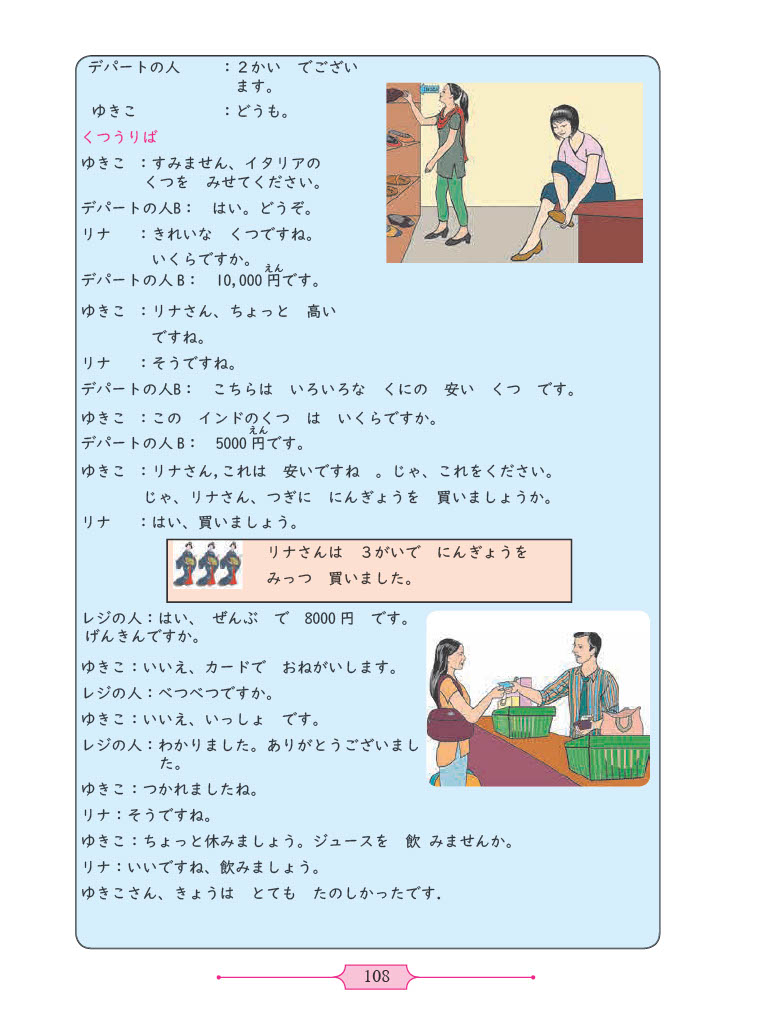 デパートの人　：２かい　でござい
ます。
ゆきこ　：どうも。
くつうりば
ゆきこ　：すみません、イタリアの
くつを　みせてください。
デパートの人B：　はい。どうぞ。
リナ　：きれいな　くつですね。
いくらですか。
えん
デパートの人 B：　10,000 円です。
ゆきこ　：リナさん、ちょっと　高い
ですね。
リナ　：そうですね。
デパートの人B：　こちらは　いろいろな　くにの　安い　くつ　です。
ゆきこ　：この　インドのくつ　は　いくらですか。
えん
デパートの人 B：　5000 円です。
ゆきこ　：リナさん,これは　安いですね　。じゃ、これをください。
じゃ、リナさん、つぎに　にんぎょうを　買いましょうか。
リナ　：はい、買いましょう。
リナさんは　３がいで　にんぎょうを
みっつ　買いました。
レジの人：はい、　ぜんぶ　で　8000 円　です。
げんきんですか。
ゆきこ：いいえ、カードで　おねがいします。
レジの人：べつべつですか。
ゆきこ：いいえ、いっしょ　です。
レジの人：わかりました。ありがとうございまし
た。
ゆきこ：つかれましたね。
リナ：そうですね。
ゆきこ：ちょっと休みましょう。ジュースを　飲 みませんか。
リナ：いいですね、飲みましょう。
ゆきこさん、きょうは　とても　たのしかったです.
108